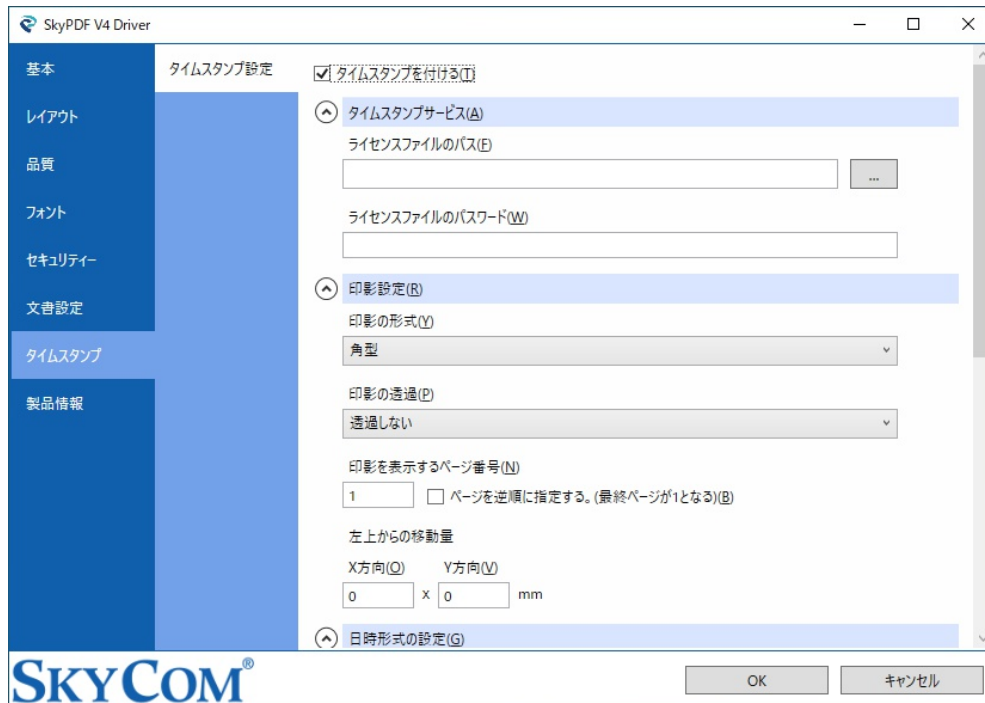 SkyPDF V4 Driver
基本
レイアウト
品質
フォント
セキュリティー
文書設定
タイムスタンプ
製品情報
タイムスタンプ設定
タイムスタンプを付ける(T)
タイムスタンプサービス(A)
ライセンスファイルのパス(F)
...
ライセンスファイルのパスワード(W)
印影設定(R)
印影の形式(Y)
角型
印影の透過(P)
透過しない
印影を表示するページ番号(N)
1 ページを逆順に指定する。(最終ページが1となる)(B)
左上からの移動量
X方向(O) Y方向(V)
0 x 0 mm
日時形式の設定(G)
SKYCOM®
OK キャンセル